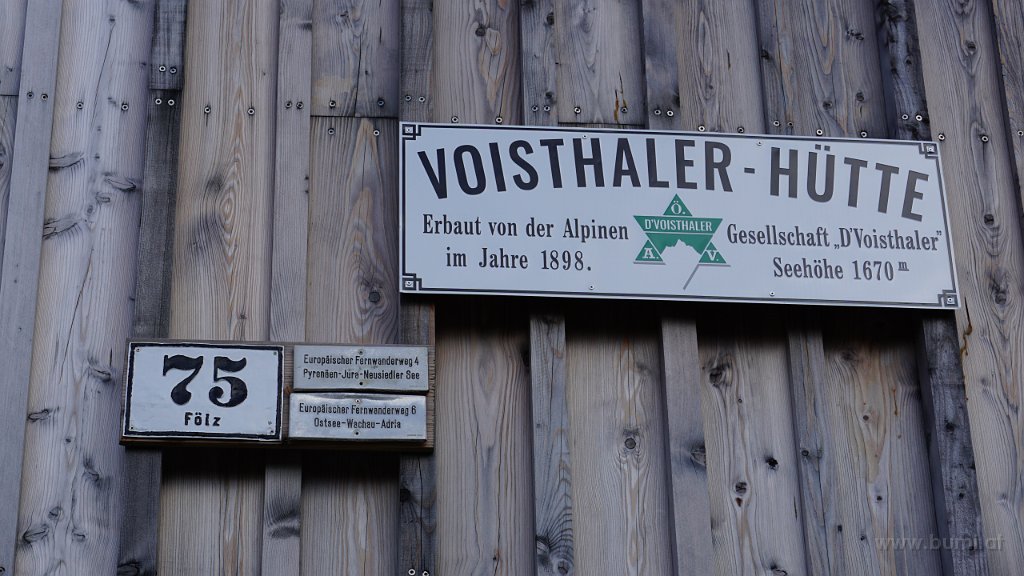 VOISTHALER-HÜTTE
Erbaut von der Alpinen
im Jahre 1898.
Ö.
D'VOISTHALER
A. V.
Gesellschaft „D'Voisthaler"
Seehöhe 1670 m
75
Fölz
Europäischer Fernwanderweg 4
Pyrenäen-Jura-Neusiedler See
Europäischer Fernwanderweg 6
Ostsee-Wachau-Adria
www.bumi.at